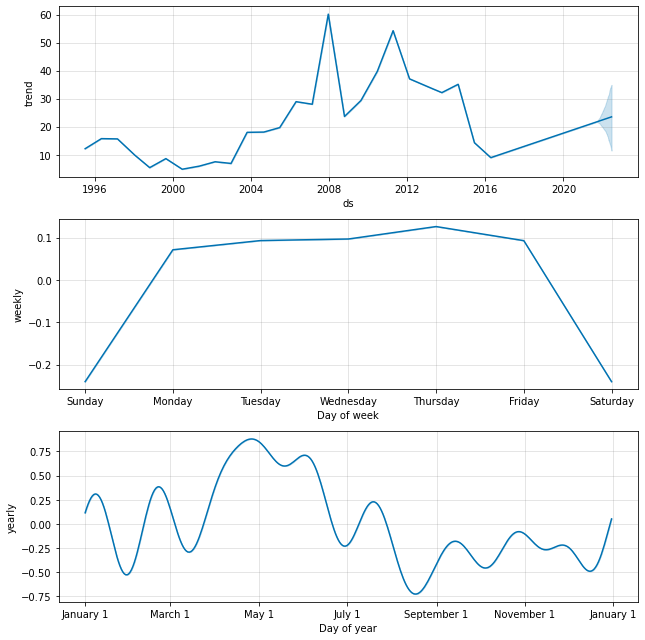 60
50
40
30
20
10
trend
1996 2000 2004 2008 2012 2016 2020
ds
0.1
0.0
−0.1
−0.2
weekly
Sunday Monday Tuesday Wednesday Thursday Friday Saturday
Day of week
0.75
0.50
0.25
0.00
−0.25
−0.50
−0.75
yearly
January 1 March 1 May 1 July 1 September 1 November 1 January 1
Day of year